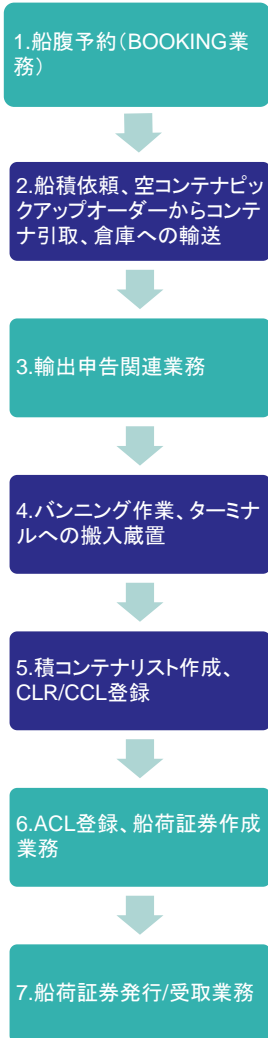 1.船腹予約(BOOKING業
務)
2.船積依頼、空コンテナピッ
クアップオーダーからコンテ
ナ引取、倉庫への輸送
3.輸出申告関連業務
4.バンニング作業、ターミナ
ルへの搬入蔵置
5.積コンテナリスト作成、
CLR/CCL登録
6.ACL登録、船荷証券作成
業務
7.船荷証券発行/受取業務